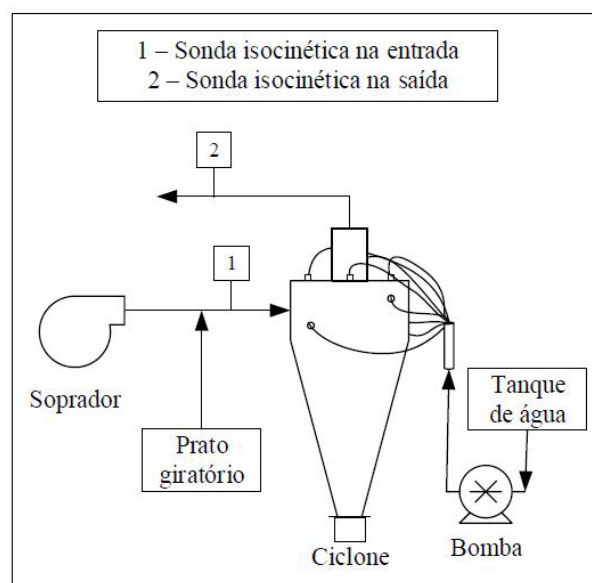 1 – Sonda isocinética na entrada
2 – Sonda isocinética na saída
2
1
Soprador
Prato
giratório
Tanque
de água
Ciclone
Bomba